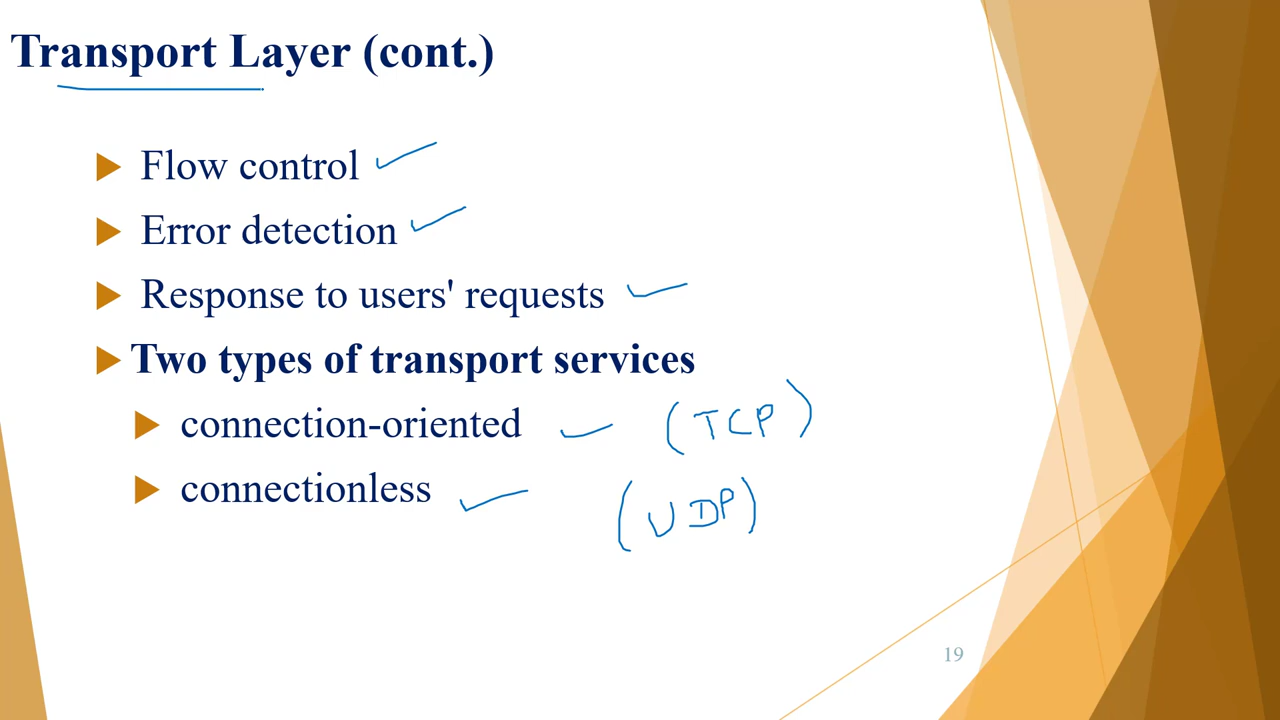 Transport Layer (cont.)
Flow control
Error detection
Response to users' requests
Two types of transport services
connection-oriented (TCP)
connectionless (UDP)
19